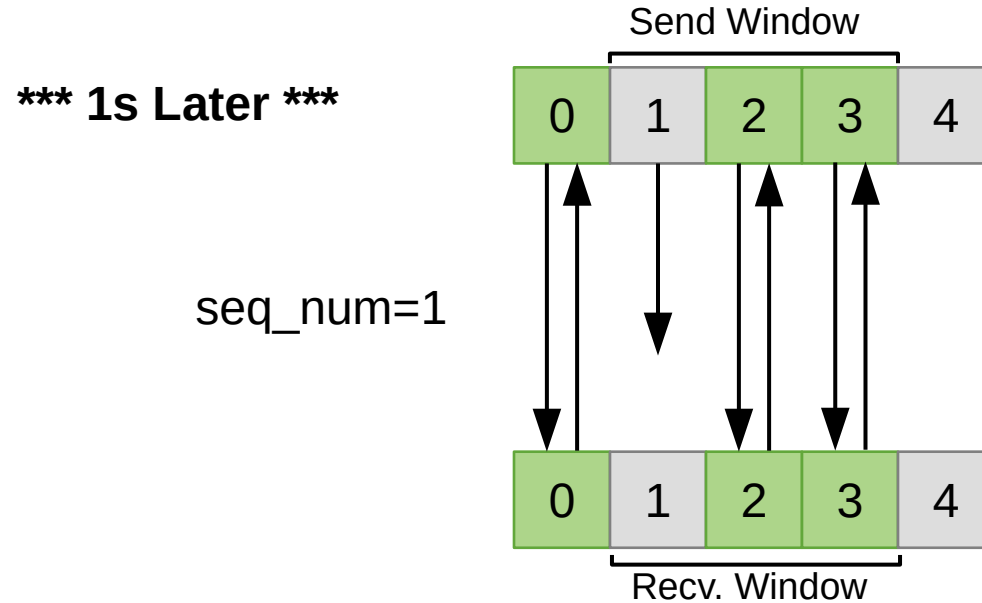 Send Window
*** 1s Later ***
0 1 2 3 4
seq_num=1
0 1 2 3 4
Recv. Window